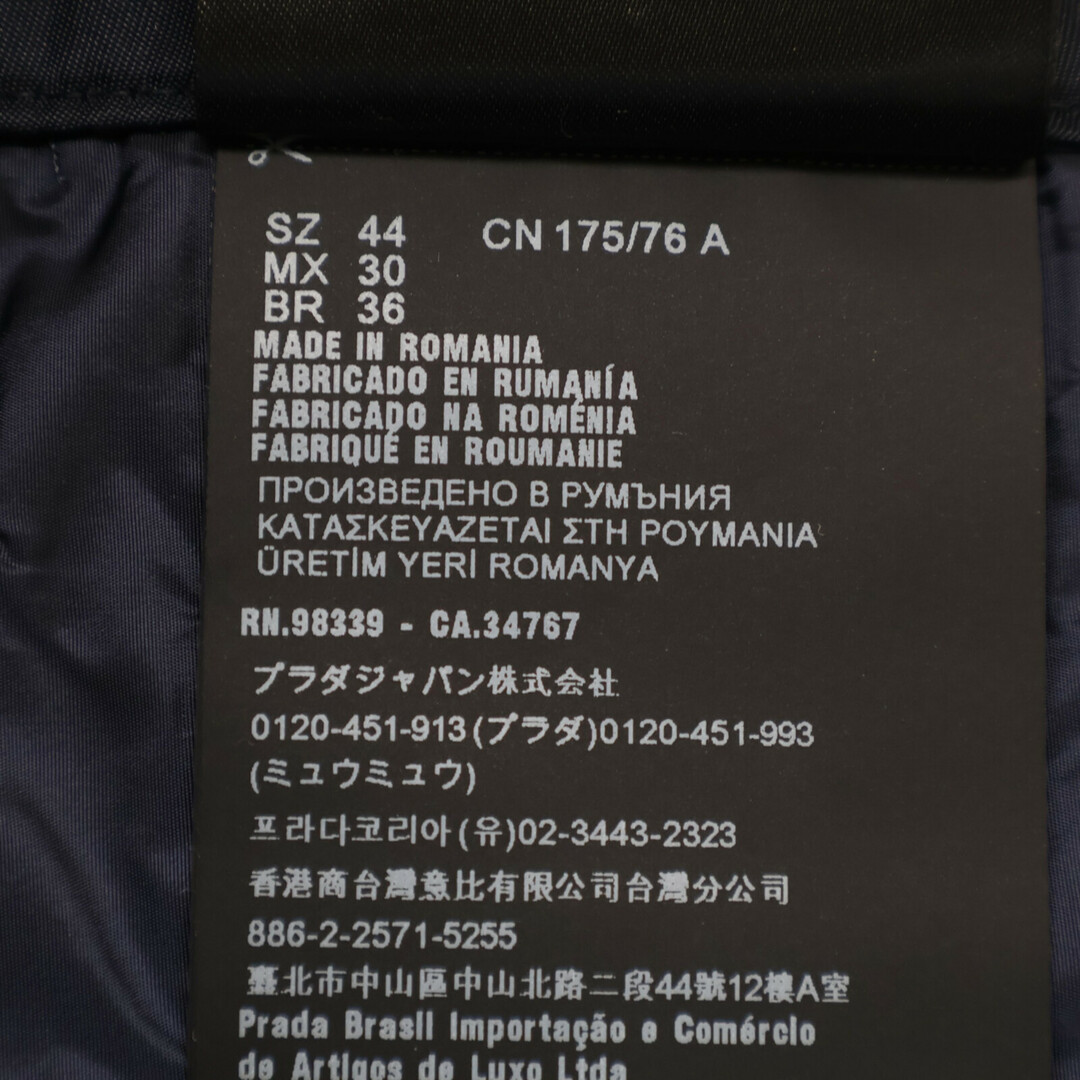 SZ 44 CN 175/76 A
MX 30
BR 36
MADE IN ROMANIA
FABRICADO EN RUMANÍA
FABRICADO NA ROMÉNIA
FABRIQUÉ EN ROUMANIE
ПРОИЗВЕДЕНО В РУМЪНИЯ
ΚΑΤΑΣΚΕΥΑΖΕΤΑΙ ΣΤΗ ΡΟΥΜΑΝΙΑ
ÜRETİM YERİ ROMANYA
RN.98339 - CA.34767
プラダジャパン株式会社
0120-451-913(プラダ)0120-451-993
(ミュウミュウ)
프라다코리아(유)02-3443-2323
香港商台灣意比有限公司台灣分公司
886-2-2571-5255
臺北市中山區中山北路二段44號12樓A室
Prada Brasil Importação e Comércio
de Artigos de Luxo Ltda